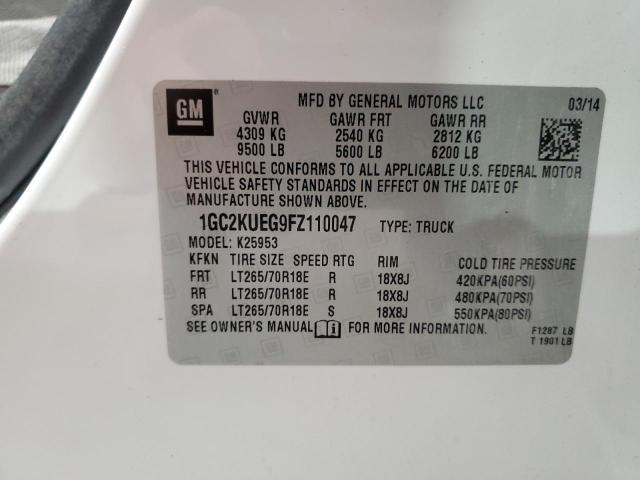 GM ®
MFD BY GENERAL MOTORS LLC 03/14
GVWR GAWR FRT GAWR RR
4309 KG 2540 KG 2812 KG
9500 LB 5600 LB 6200 LB
THIS VEHICLE CONFORMS TO ALL APPLICABLE U.S. FEDERAL MOTOR
VEHICLE SAFETY STANDARDS IN EFFECT ON THE DATE OF
MANUFACTURE SHOWN ABOVE.
1GC2KUEG9FZ110047 TYPE: TRUCK
MODEL: K25953
KFKN TIRE SIZE SPEED RTG RIM COLD TIRE PRESSURE
FRT LT265/70R18E R 18X8J 420KPA(60PSI)
RR LT265/70R18E R 18X8J 480KPA(70PSI)
SPA LT265/70R18E S 18X8J 550KPA(80PSI)
SEE OWNER'S MANUAL FOR MORE INFORMATION.
F1287 LB
T 1901 LB